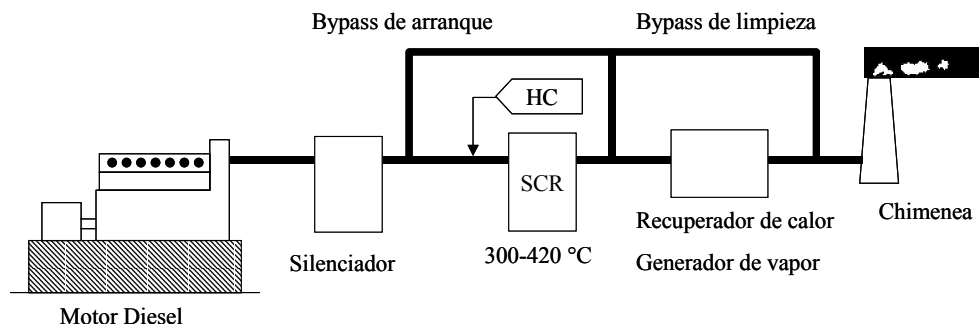 Bypass de arranque
Bypass de limpieza
HC
SCR
Silenciador
300-420 °C
Recuperador de calor
Generador de vapor
Chimenea
Motor Diesel